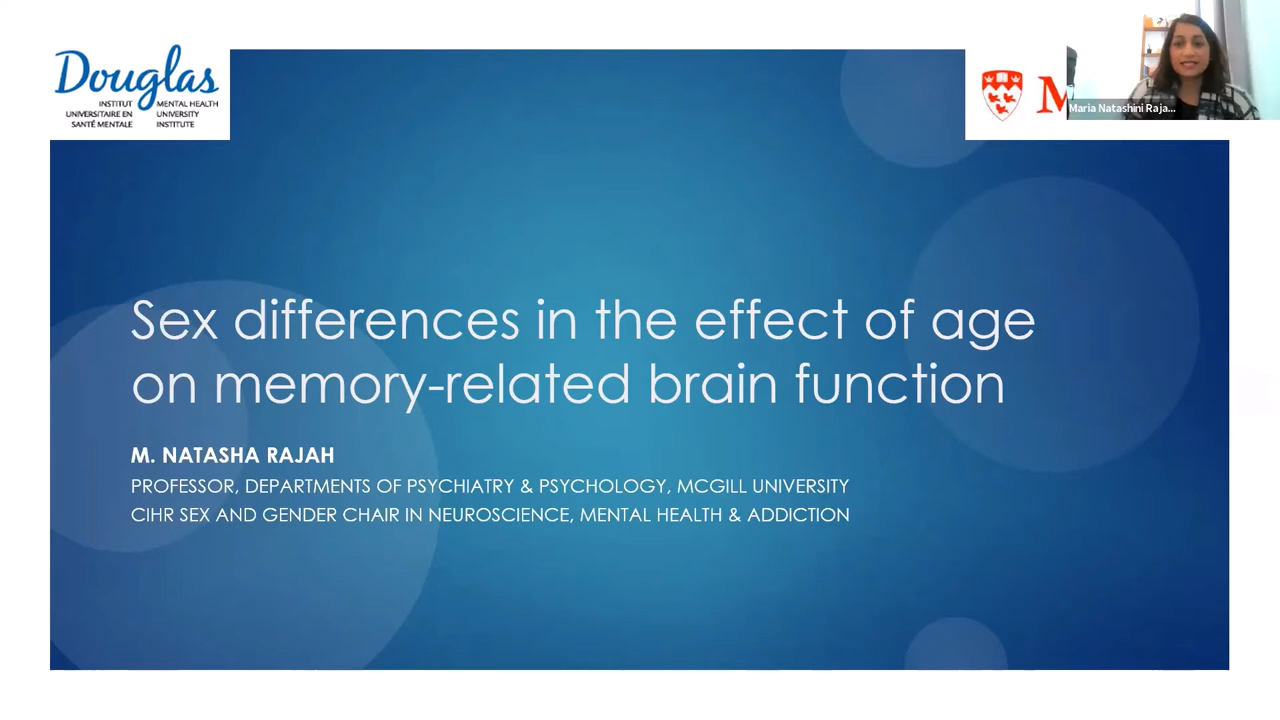 Douglas
INSTITUT
UNIVERSITAIRE EN
SANTÉ MENTALE
MENTAL HEALTH
UNIVERSITY
INSTITUTE
M
Maria Natashini Raja...
Sex differences in the effect of age
on memory-related brain function
M. NATASHA RAJAH
PROFESSOR, DEPARTMENTS OF PSYCHIATRY & PSYCHOLOGY, MCGILL UNIVERSITY
CIHR SEX AND GENDER CHAIR IN NEUROSCIENCE, MENTAL HEALTH & ADDICTION